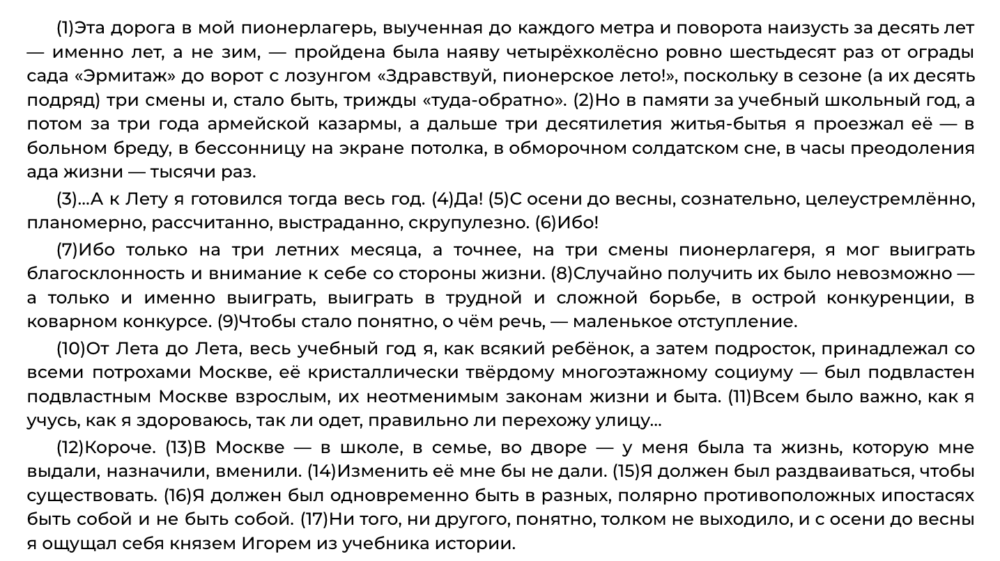 (1)Эта дорога в мой пионерлагерь, выученная до каждого метра и поворота наизусть за десять лет
— именно лет, а не зим, — пройдена была наяву четырёхколёсно ровно шестьдесят раз от ограды
сада «Эрмитаж» до ворот с лозунгом «Здравствуй, пионерское лето!», поскольку в сезоне (а их десять
подряд) три смены и, стало быть, трижды «туда-обратно». (2)Но в памяти за учебный школьный год, а
потом за три года армейской казармы, а дальше три десятилетия житья-бытья я проезжал её — в
больном бреду, в бессонницу на экране потолка, в обморочном солдатском сне, в часы преодоления
ада жизни — тысячи раз.
(3)…А к Лету я готовился тогда весь год. (4)Да! (5)С осени до весны, сознательно, целеустремлённо,
планомерно, рассчитанно, выстраданно, скрупулезно. (6)Ибо!
(7)Ибо только на три летних месяца, а точнее, на три смены пионерлагеря, я мог выиграть
благосклонность и внимание к себе со стороны жизни. (8)Случайно получить их было невозможно —
а только и именно выиграть, выиграть в трудной и сложной борьбе, в острой конкуренции, в
коварном конкурсе. (9)Чтобы стало понятно, о чём речь, — маленькое отступление.
(10)От Лета до Лета, весь учебный год я, как всякий ребёнок, а затем подросток, принадлежал со
всеми потрохами Москве, её кристаллически твёрдому многоэтажному социуму — был подвластен
подвластным Москве взрослым, их неотменимым законам жизни и быта. (11)Всем было важно, как я
учусь, как я здороваюсь, так ли одет, правильно ли перехожу улицу…
(12)Короче. (13)В Москве — в школе, в семье, во дворе — у меня была та жизнь, которую мне
выдали, назначили, вменили. (14)Изменить её мне бы не дали. (15)Я должен был раздваиваться, чтобы
существовать. (16)Я должен был одновременно быть в разных, полярно противоположных ипостасях
быть собой и не быть собой. (17)Ни того, ни другого, понятно, толком не выходило, и с осени до весны
я ощущал себя князем Игорем из учебника истории.